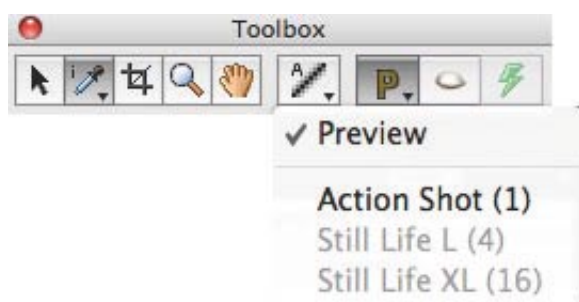 Toolbox
i A P
✓ Preview
Action Shot (1)
Still Life L (4)
Still Life XL (16)